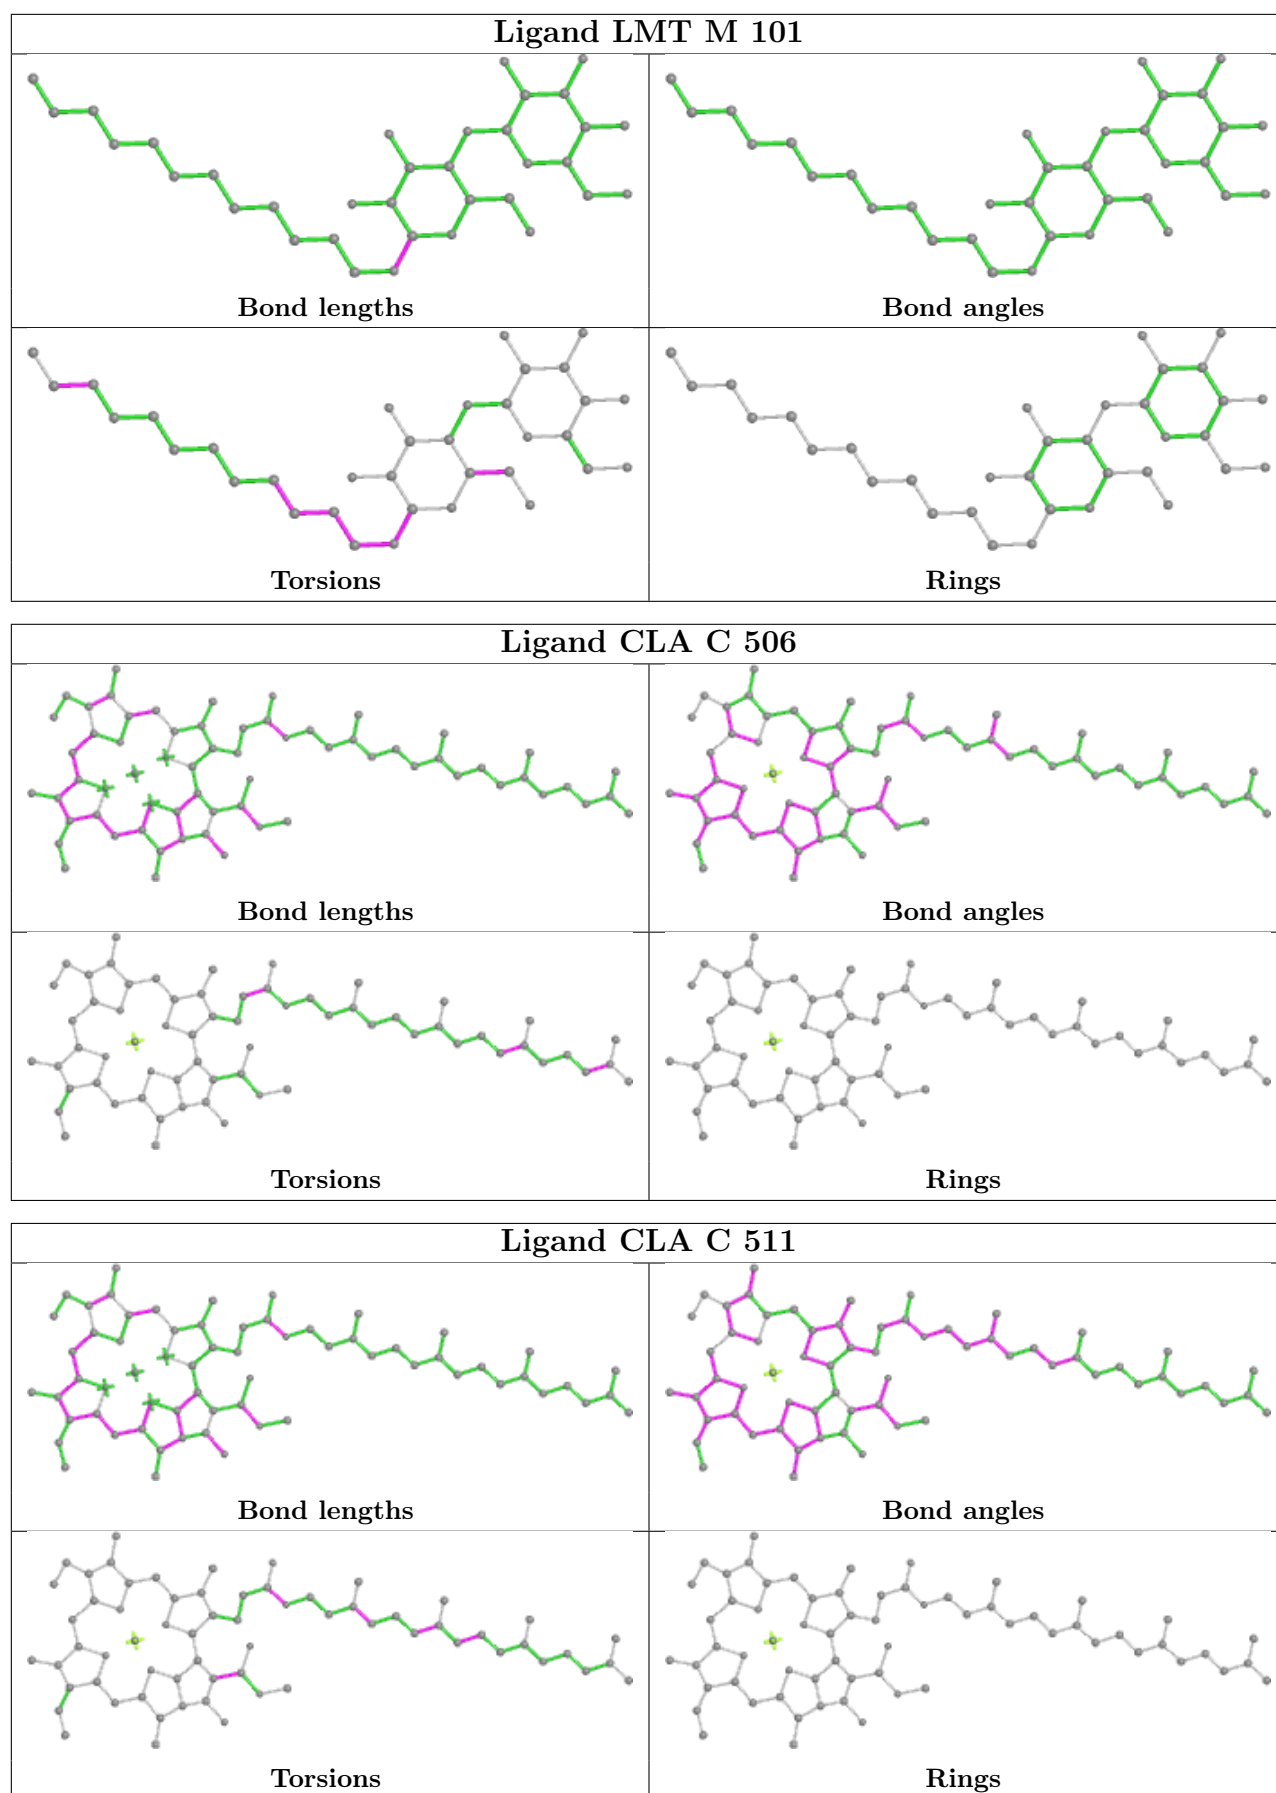 Ligand LMT M 101
Bond lengths
Bond angles
Torsions
Rings
Ligand CLA C 506
Bond lengths
Bond angles
Torsions
Rings
Ligand CLA C 511
Bond lengths
Bond angles
Torsions
Rings